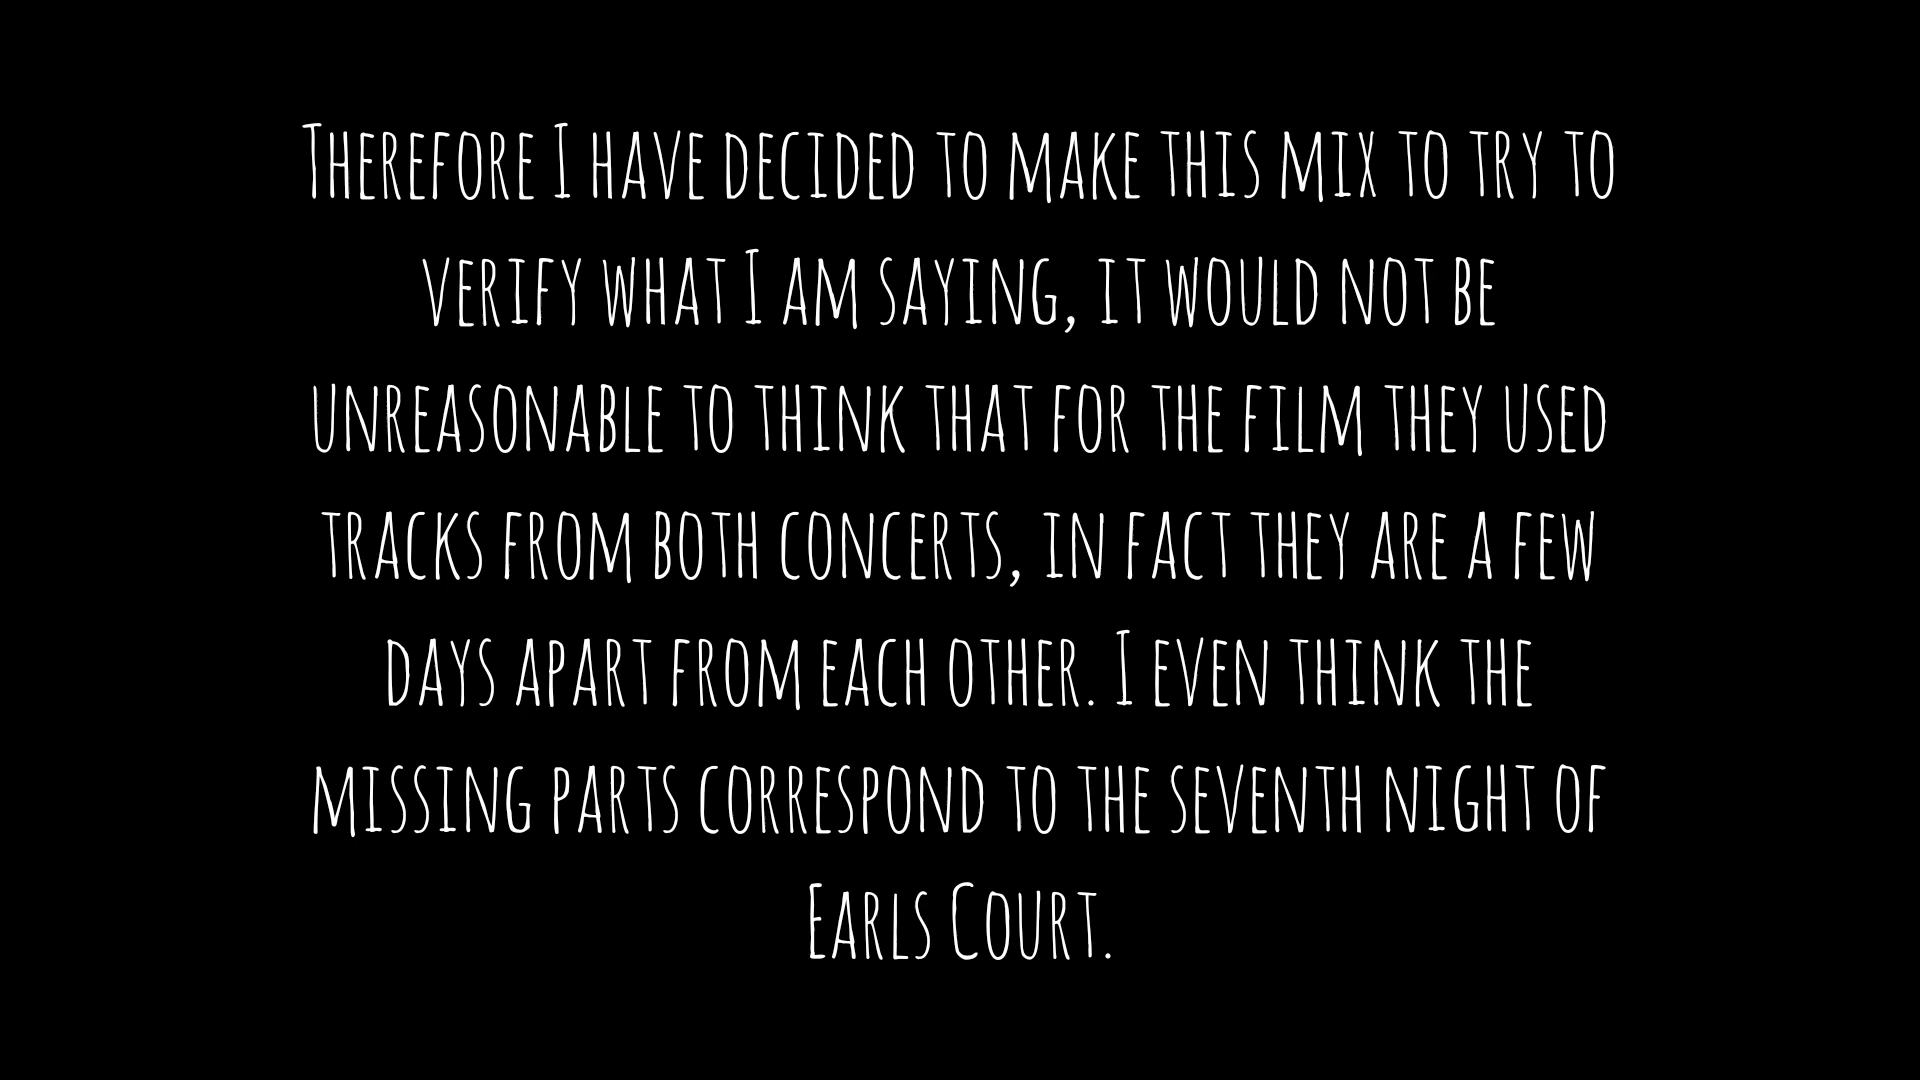 Therefore I have decided to make this mix to try to
verify what I am saying, it would not be
unreasonable to think that for the film they used
tracks from both concerts, in fact they are a few
days apart from each other. I even think the
missing parts correspond to the seventh night of
Earls Court.